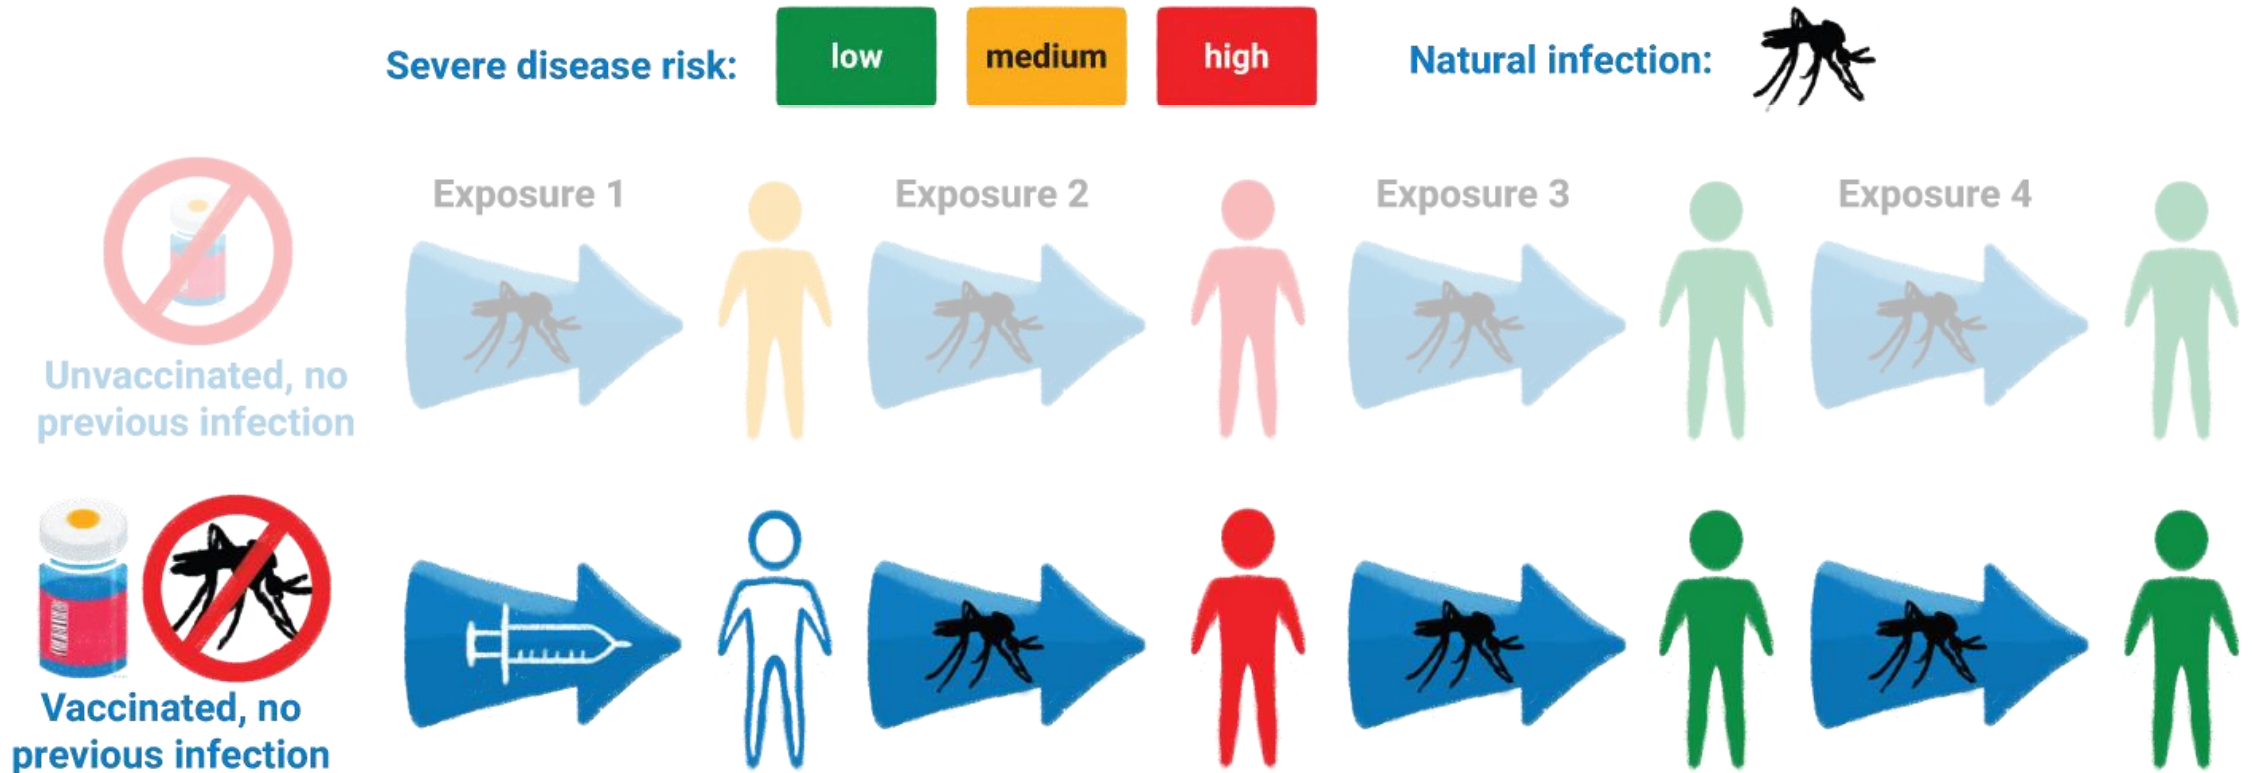 Severe disease risk:
low
medium
high
Natural infection:
Exposure 1
Exposure 2
Exposure 3
Exposure 4
Unvaccinated, no
previous infection
Vaccinated, no
previous infection